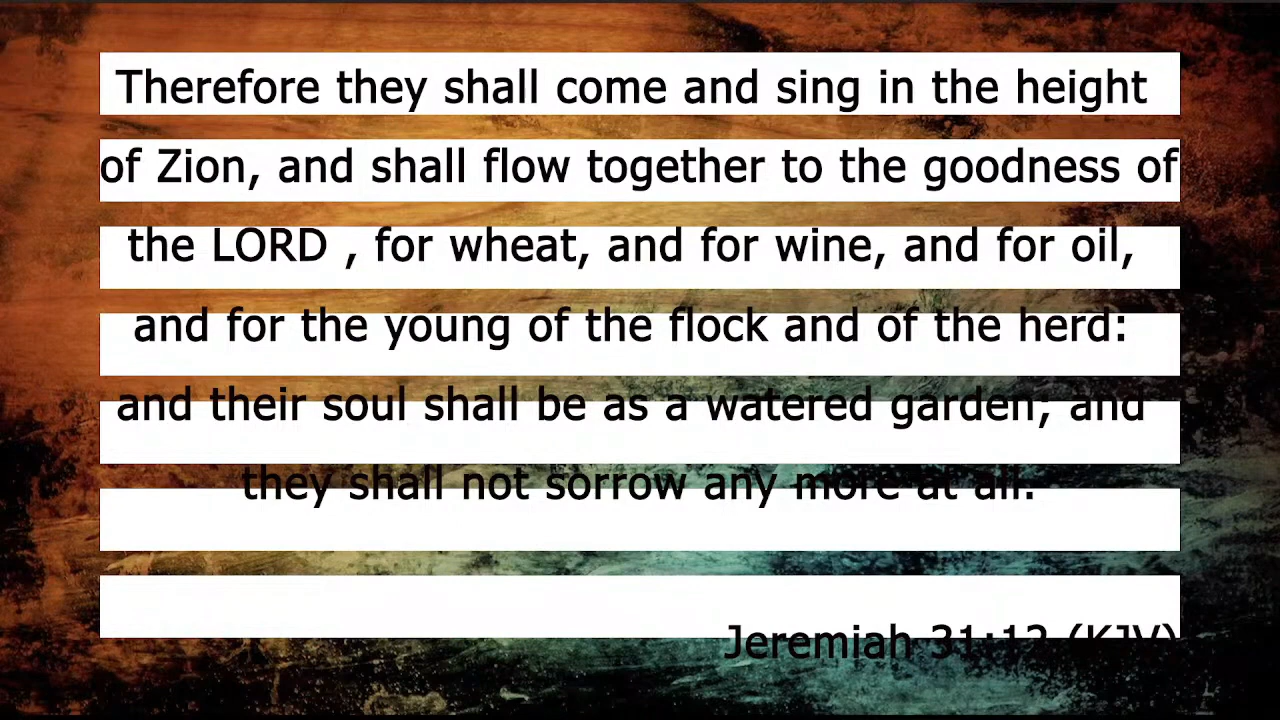 Therefore they shall come and sing in the height
of Zion, and shall flow together to the goodness of
the LORD , for wheat, and for wine, and for oil,
and for the young of the flock and of the herd:
and their soul shall be as a watered garden; and
they shall not sorrow any more at all.
Jeremiah 31:12 (KJV)